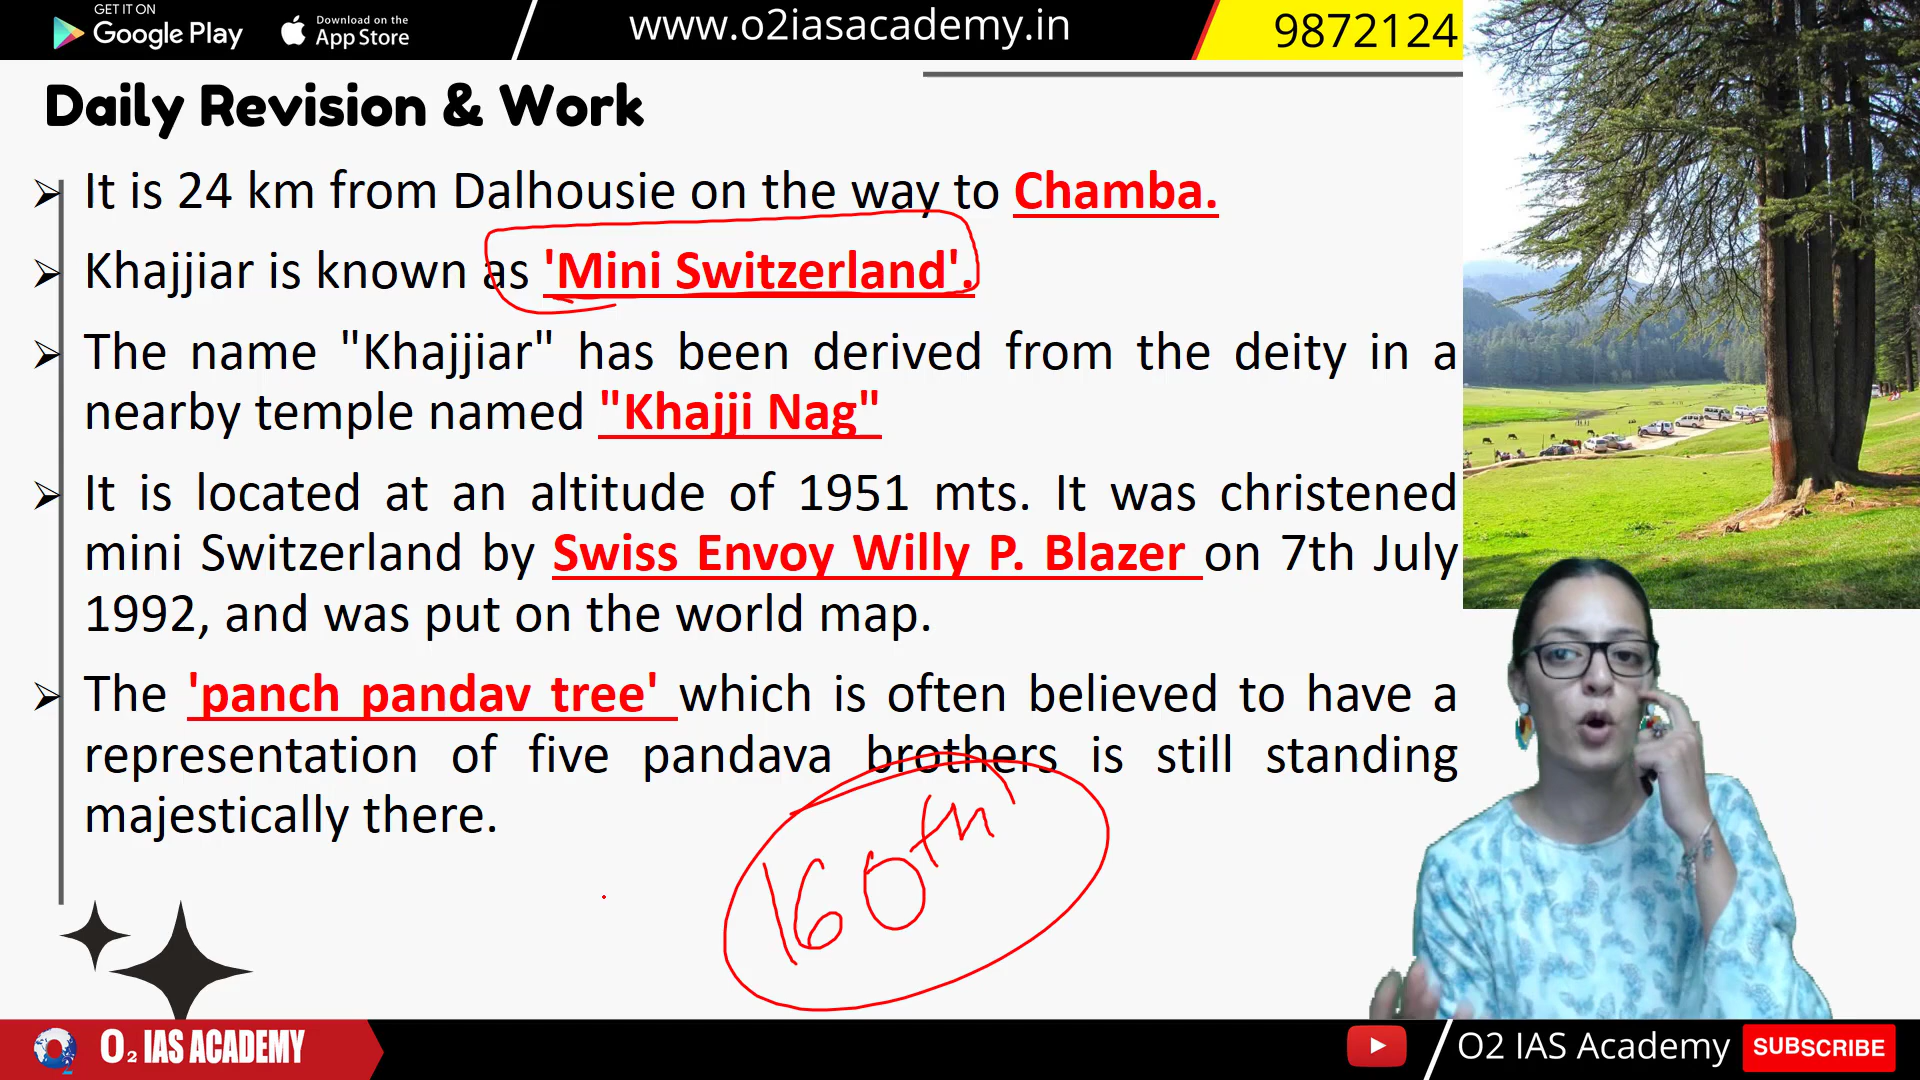 GET IT ON
Google Play
Download on the
App Store
www.o2iasacademy.in
9872124
Daily Revision & Work
➢ It is 24 km from Dalhousie on the way to Chamba.
➢ Khajjiar is known as 'Mini Switzerland'.
➢ The name "Khajjiar" has been derived from the deity in a
nearby temple named "Khajji Nag"
➢ It is located at an altitude of 1951 mts. It was christened
mini Switzerland by Swiss Envoy Willy P. Blazer on 7th July
1992, and was put on the world map.
➢ The 'panch pandav tree' which is often believed to have a
representation of five pandava brothers is still standing
majestically there.
160th
O2 IAS ACADEMY
O2 IAS Academy
SUBSCRIBE